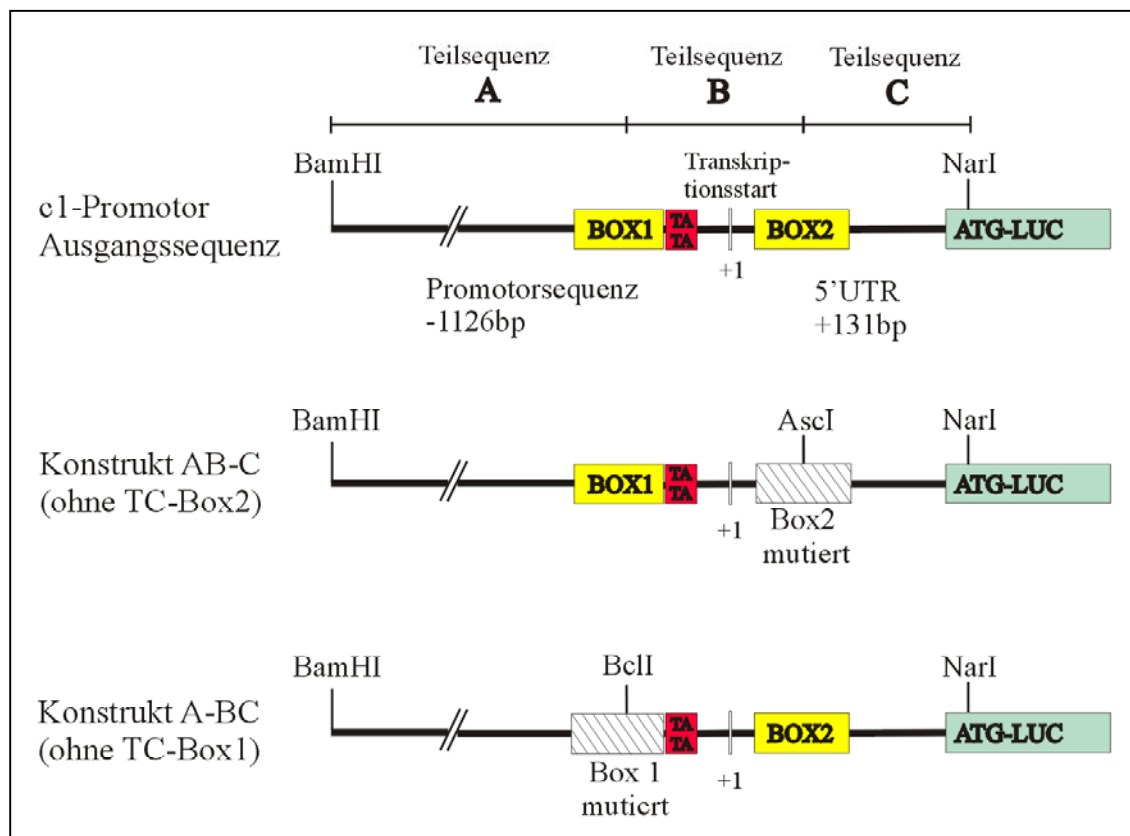 Teilsequenz
A
Teilsequenz
B
Teilsequenz
C
BamHI
Transkrip-
tionsstart
NarI
c1-Promotor
Ausgangssequenz
BOX1
TA
TA
BOX2
ATG-LUC
+1
Promotorsequenz
-1126bp
5'UTR
+131bp
BamHI
AscI
NarI
Konstrukt AB-C
(ohne TC-Box2)
BOX1
TA
TA
ATG-LUC
+1
Box2
mutiert
BamHI
BclI
NarI
Konstrukt A-BC
(ohne TC-Box1)
TA
TA
BOX2
ATG-LUC
Box 1
mutiert
+1